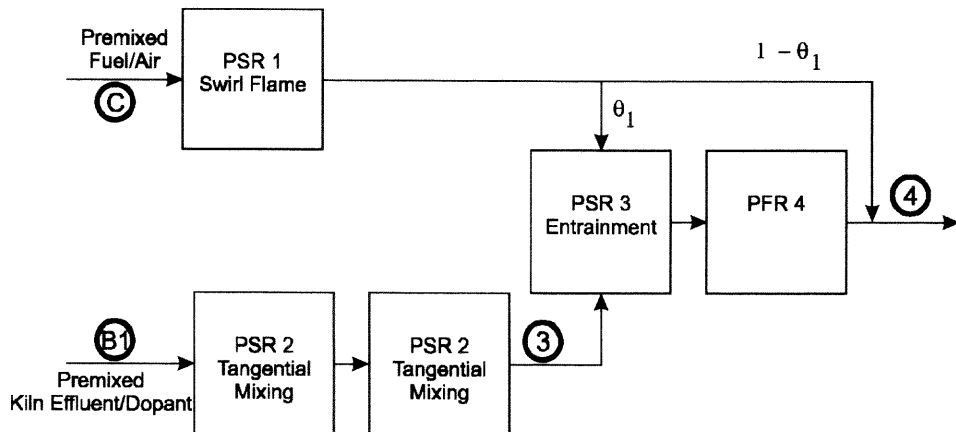 Premixed
Fuel/Air
C
PSR 1
Swirl Flame
1 - θ1
θ1
PSR 3
Entrainment
PFR 4
4
B1
Premixed
Kiln Effluent/Dopant
PSR 2
Tangential
Mixing
PSR 2
Tangential
Mixing
3